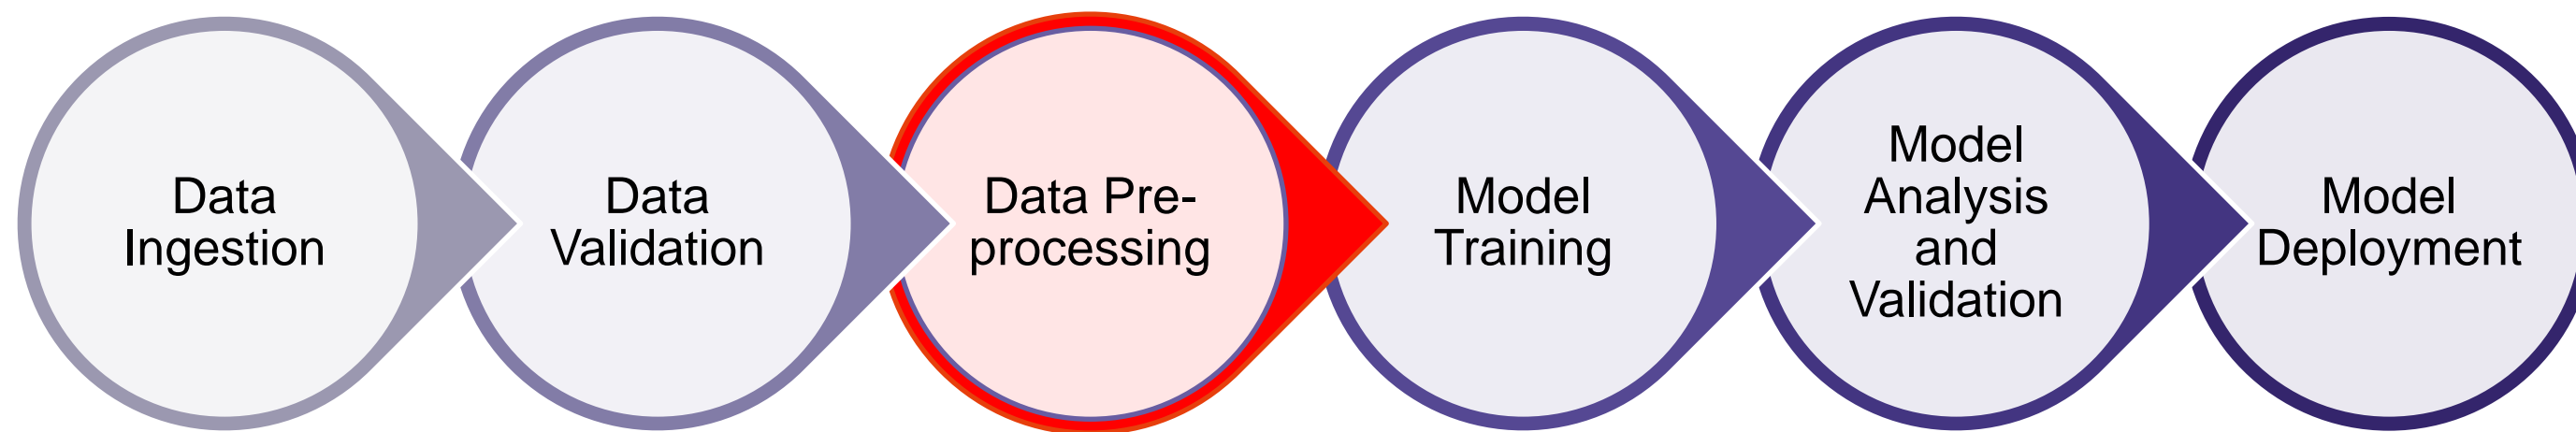 Data
Ingestion
Data
Validation
Data Pre-
processing
Model
Training
Model
Analysis
and
Validation
Model
Deployment